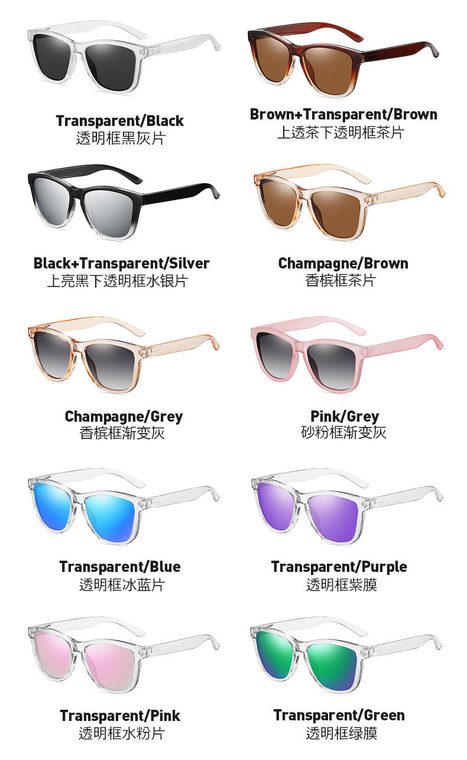 Transparent/Black
透明框黑灰片
Brown+Transparent/Brown
上透茶下透明框茶片
Black+Transparent/Silver
上亮黑下透明框水银片
Champagne/Brown
香槟框茶片
Champagne/Grey
香槟框渐变灰
Pink/Grey
砂粉框渐变灰
Transparent/Blue
透明框冰蓝片
Transparent/Purple
透明框紫膜
Transparent/Pink
透明框水粉片
Transparent/Green
透明框绿膜